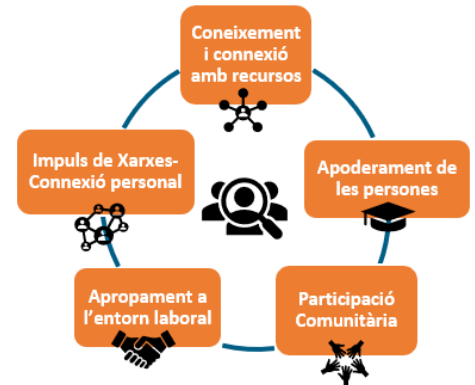 Coneixement
i connexió
amb recursos
Apoderament de
les persones
Participació
Comunitària
Apropament a
l'entorn laboral
Impuls de Xarxes-
Connexió personal